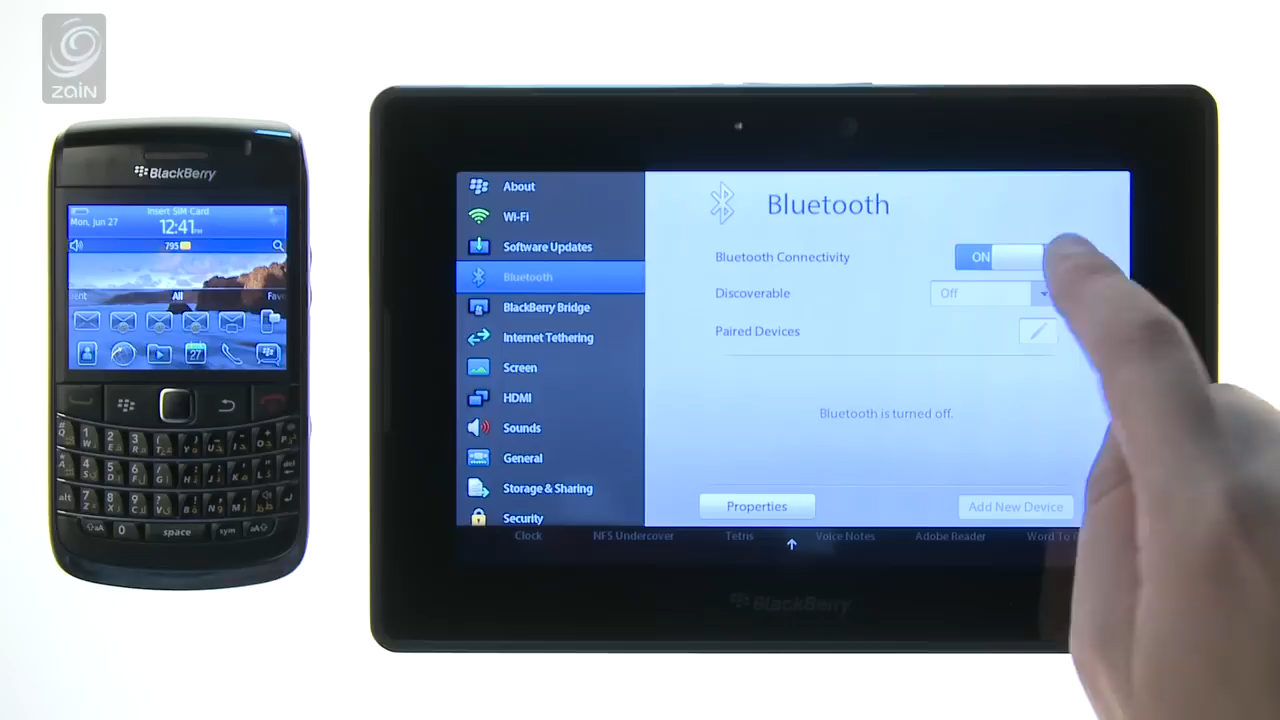 zain
BlackBerry
Insert SIM Card
Mon, Jun 27
12:41
795
All
Fav
27
alt
0
space
sym
About
Wi-Fi
Software Updates
Bluetooth
BlackBerry Bridge
Internet Tethering
Screen
HDMI
Sounds
General
Storage & Sharing
Security
Bluetooth
Bluetooth Connectivity
ON
Discoverable
Off
Paired Devices
Bluetooth is turned off.
Properties
Add New Device
Clock
NFS Undercover
Tetris
Voice Notes
Adobe Reader
Word To
BlackBerry